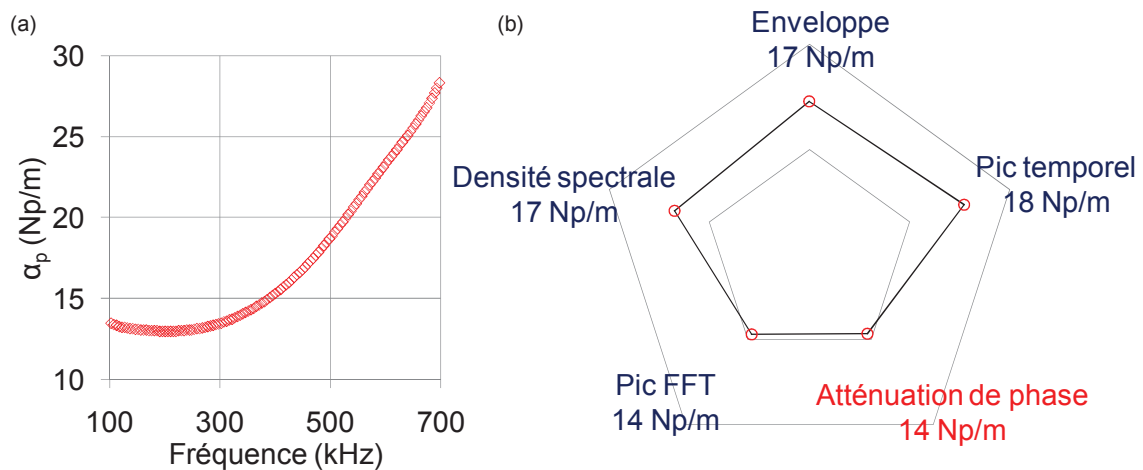 (a)
30
25
20
15
10
αp (Np/m)
100 300 500 700
Fréquence (kHz)
(b)
Enveloppe
17 Np/m
Pic temporel
18 Np/m
Densité spectrale
17 Np/m
Pic FFT
14 Np/m
Atténuation de phase
14 Np/m